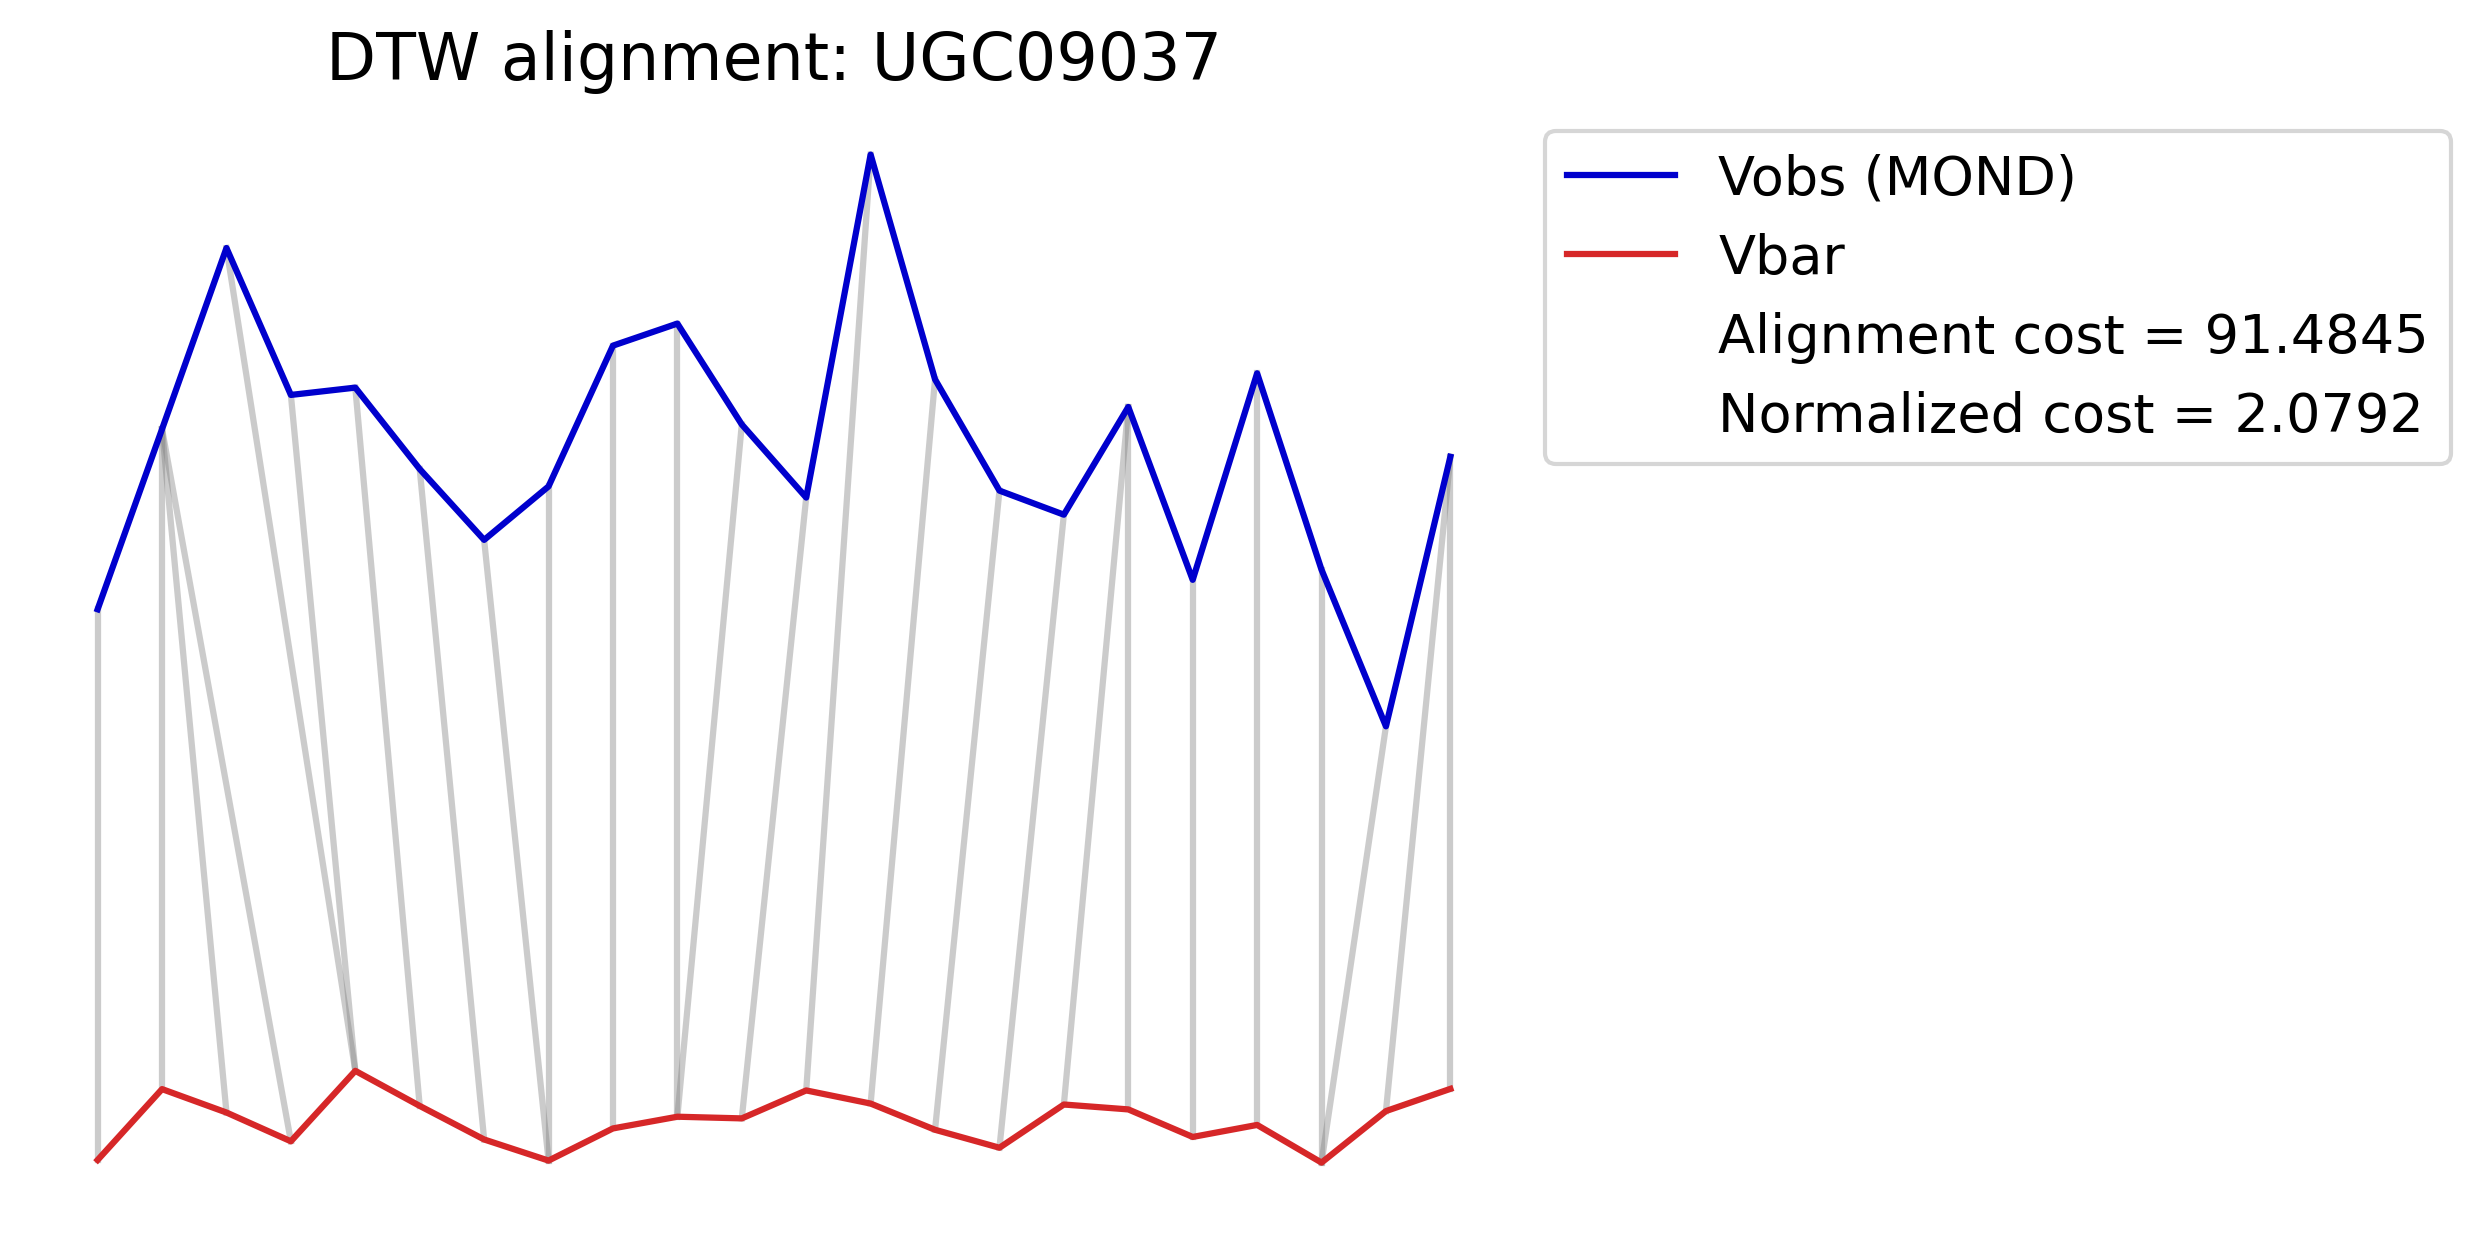 DTW alignment: UGC09037
Vobs (MOND)
Vbar
Alignment cost = 91.4845
Normalized cost = 2.0792